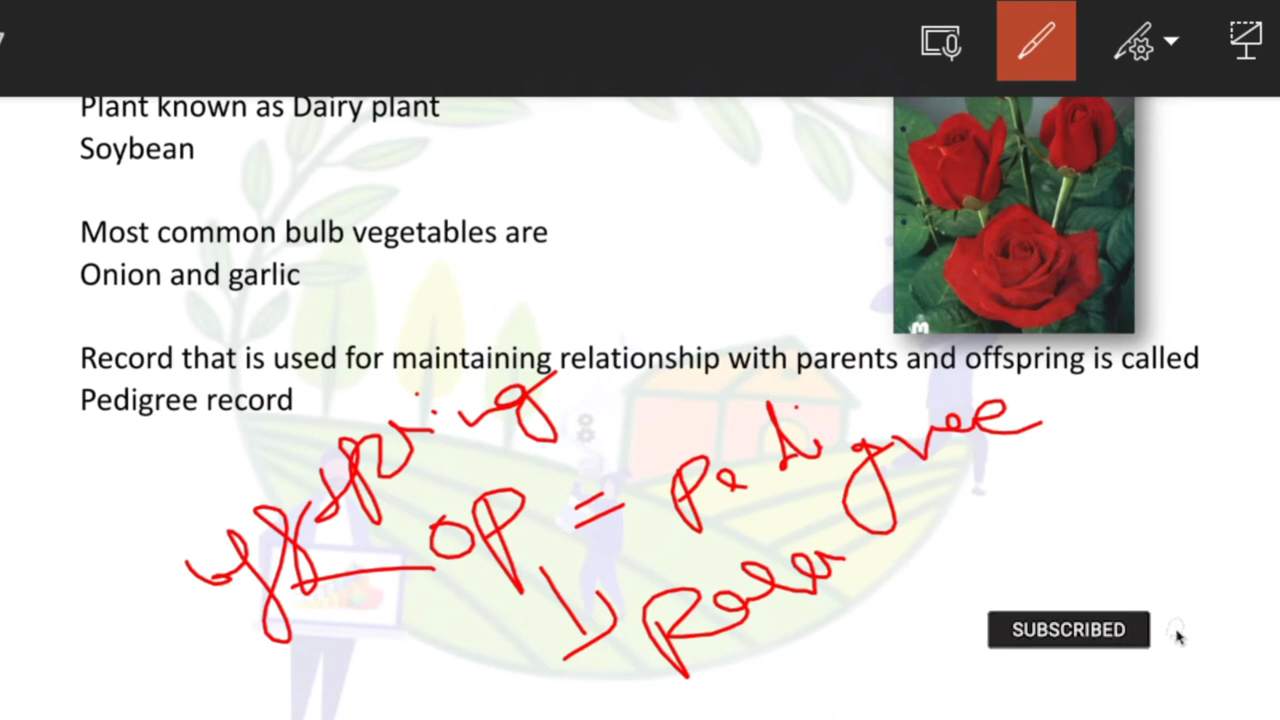 Plant known as Dairy plant
Soybean
Most common bulb vegetables are
Onion and garlic
Record that is used for maintaining relationship with parents and offspring is called
Pedigree record
offspring
OP = Pedigree
SUBSCRIBED